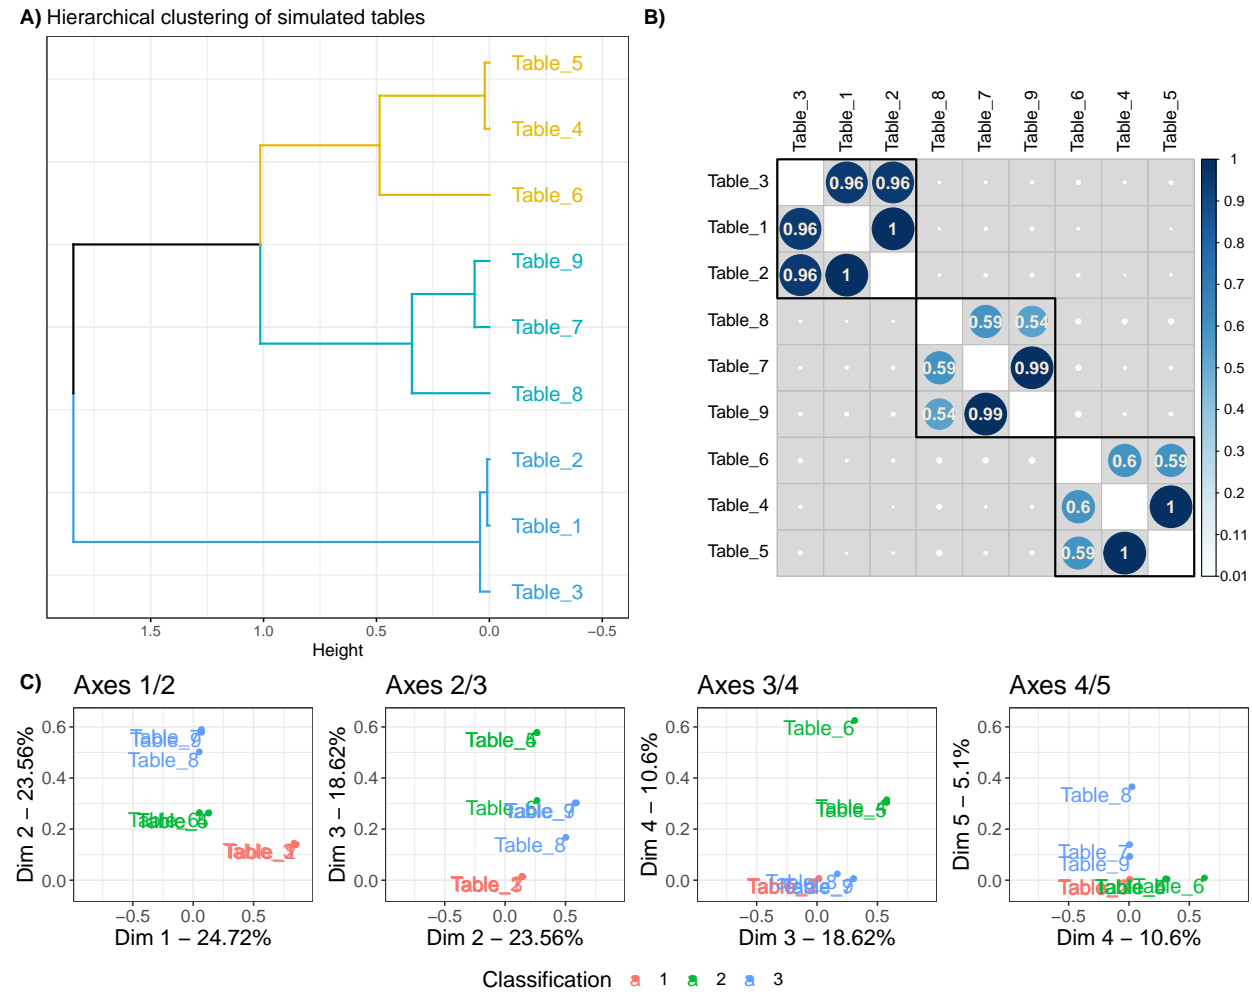 A) Hierarchical clustering of simulated tables
Table_5
Table_4
Table_6
Table_9
Table_7
Table_8
Table_2
Table_1
Table_3
1.5 1.0 0.5 0.0 −0.5
Height
B)
Table_3 Table_1 Table_2 Table_8 Table_7 Table_9 Table_6 Table_4 Table_5
Table_3 0.96 0.96
Table_1 0.96 1
Table_2 0.96 1
Table_8 0.59 0.54
Table_7 0.59 0.99
Table_9 0.54 0.99
Table_6 0.6 0.59
Table_4 0.6 1
Table_5 0.59 1
1
0.9
0.8
0.7
0.6
0.5
0.4
0.3
0.2
0.11
0.01
C)
Axes 1/2
Dim 2 − 23.56%
0.6
0.4
0.2
0.0
Table_9
Table_8
−0.5 0.0 0.5
Dim 1 − 24.72%
Axes 2/3
Dim 3 − 18.62%
0.6
0.4
0.2
0.0
Table_8
−0.5 0.0 0.5
Dim 2 − 23.56%
Axes 3/4
Dim 4 − 10.6%
0.6
0.4
0.2
0.0
Table_6
−0.5 0.0 0.5
Dim 3 − 18.62%
Axes 4/5
Dim 5 − 5.1%
0.6
0.4
0.2
0.0
Table_8
Table_7
Table_9
Table_6
−0.5 0.0 0.5
Dim 4 − 10.6%
Classification a 1 a 2 a 3